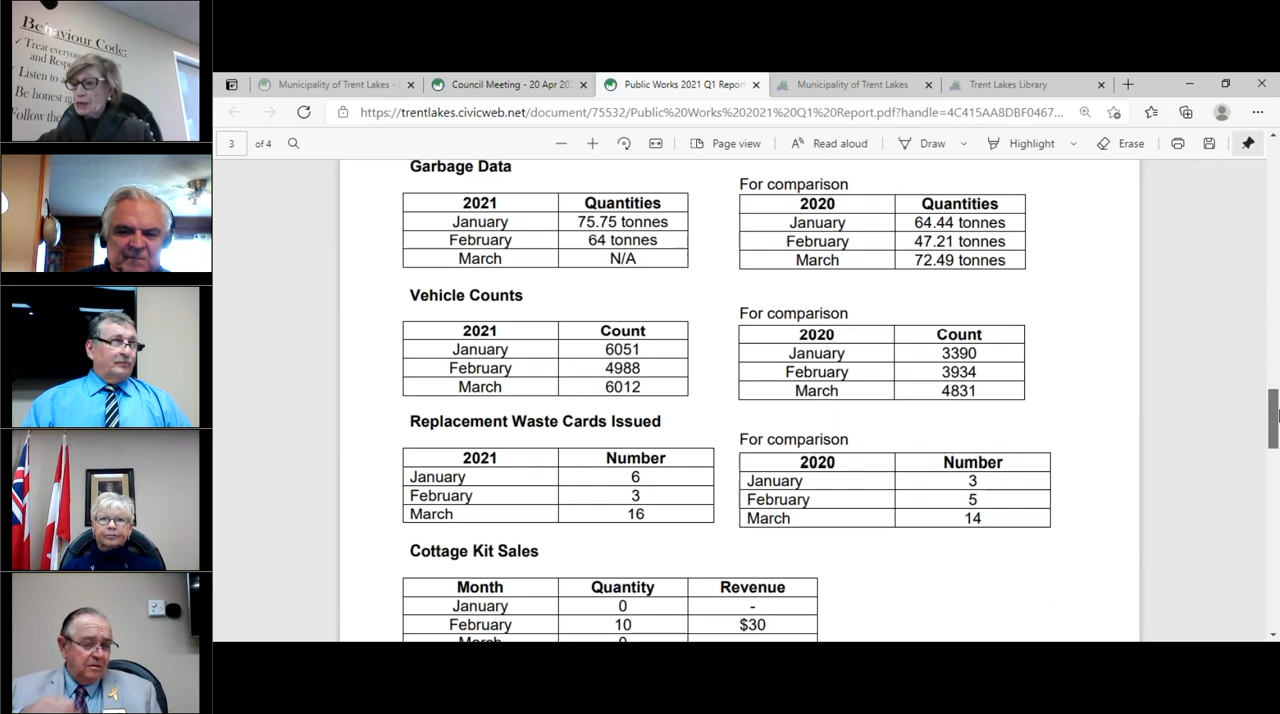 Behaviour Code:
✓ Treat everyone
and Resp
Listen to a
Be honest in
Follow the
Municipality of Trent Lakes -
Council Meeting - 20 Apr 202
Public Works 2021 Q1 Report
Municipality of Trent Lakes
Trent Lakes Library
https://trentlakes.civicweb.net/document/75532/Public%20Works%202021%20Q1%20Report.pdf?handle=4C415AA8DBF0467...
3 of 4
Page view
Read aloud
Draw
Highlight
Erase
Garbage Data
2021 Quantities
January 75.75 tonnes
February 64 tonnes
March N/A
For comparison
2020 Quantities
January 64.44 tonnes
February 47.21 tonnes
March 72.49 tonnes
Vehicle Counts
2021 Count
January 6051
February 4988
March 6012
For comparison
2020 Count
January 3390
February 3934
March 4831
Replacement Waste Cards Issued
2021 Number
January 6
February 3
March 16
For comparison
2020 Number
January 3
February 5
March 14
Cottage Kit Sales
Month Quantity Revenue
January 0 -
February 10 $30
March 0